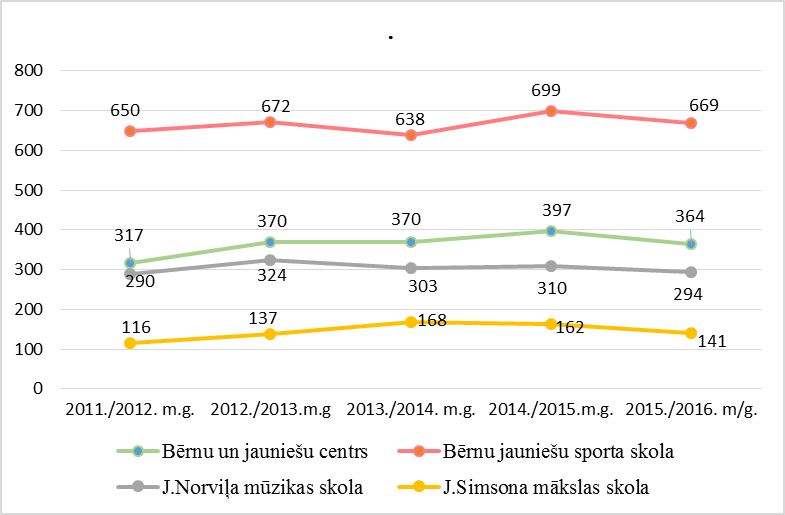 .
800
700
600
500
400
300
200
100
0
650 672 638 699 669
317 370 370 397 364
290 324 303 310 294
116 137 168 162 141
2011./2012. m.g. 2012./2013.m.g 2013./2014. m.g. 2014./2015.m.g. 2015./2016. m/g.
Bērnu un jauniešu centrs Bērnu jauniešu sporta skola
J.Norviļa mūzikas skola J.Simsona mākslas skola